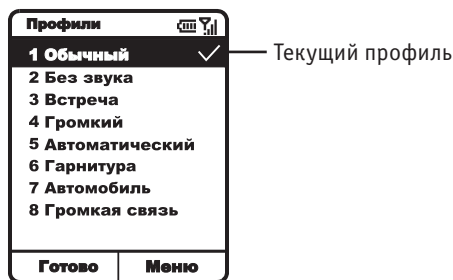 Профили
1 Обычный
Текущий профиль
2 Без звука
3 Встреча
4 Громкий
5 Автоматический
6 Гарнитура
7 Автомобиль
8 Громкая связь
Готово Меню